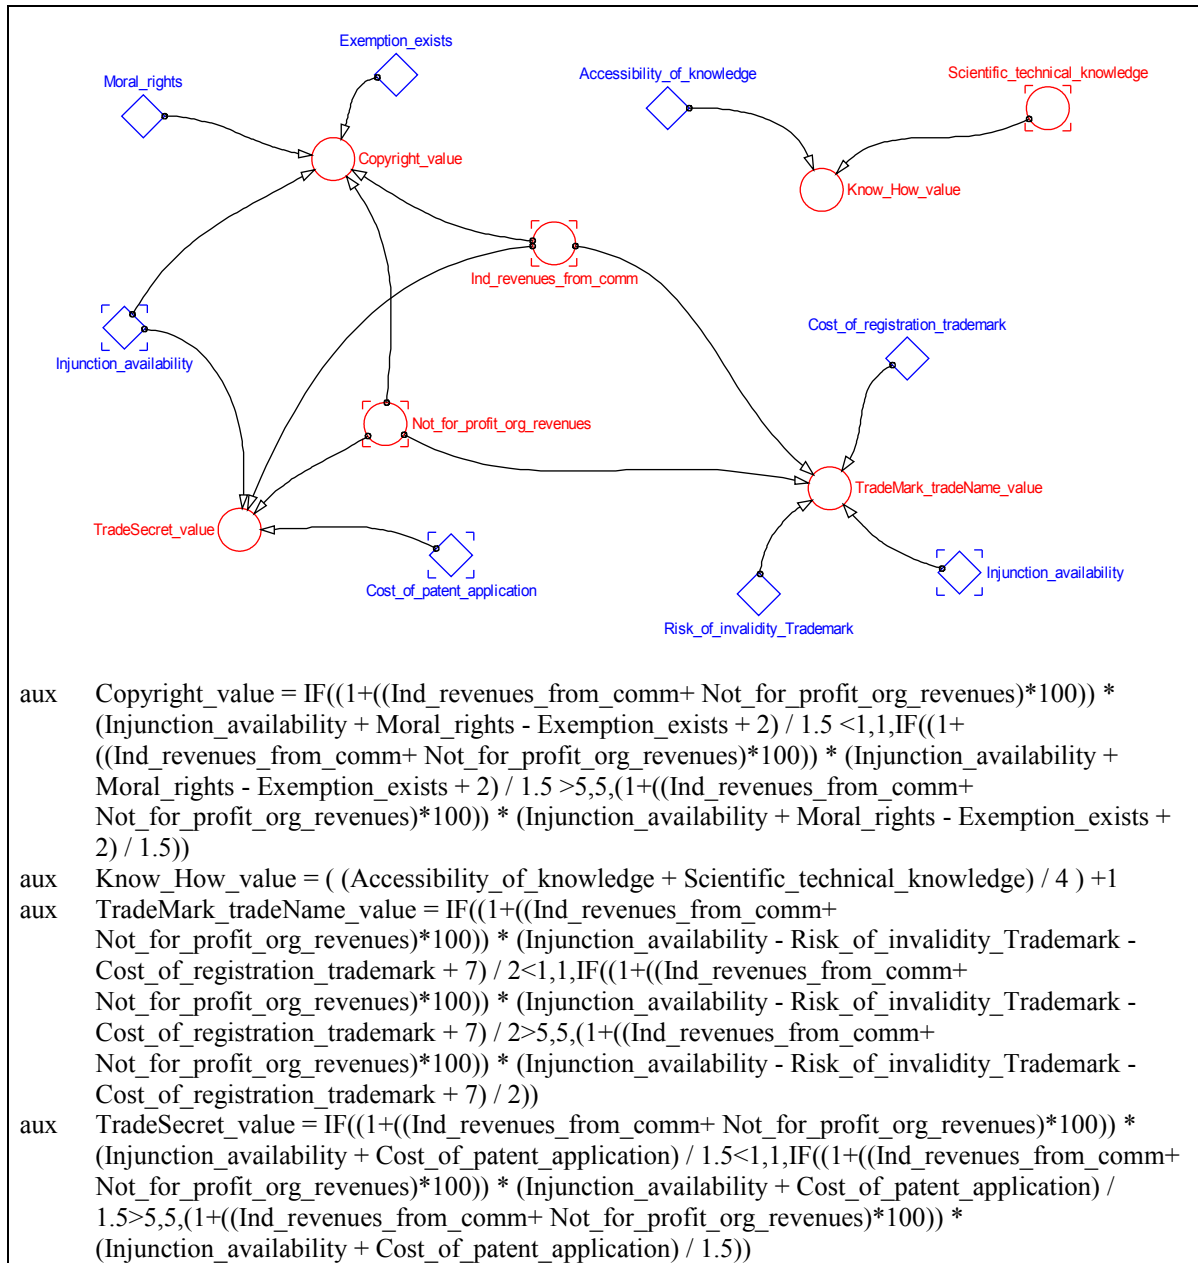 Exemption_exists
Moral_rights
Accessibility_of_knowledge
Scientific_technical_knowledge
Copyright_value
Know_How_value
Ind_revenues_from_comm
Cost_of_registration_trademark
Injunction_availability
Not_for_profit_org_revenues
TradeMark_tradeName_value
TradeSecret_value
Cost_of_patent_application
Injunction_availability
Risk_of_invalidity_Trademark
aux Copyright_value = IF((1+((Ind_revenues_from_comm+ Not_for_profit_org_revenues)*100)) *
(Injunction_availability + Moral_rights - Exemption_exists + 2) / 1.5 <1,1,IF((1+
((Ind_revenues_from_comm+ Not_for_profit_org_revenues)*100)) * (Injunction_availability +
Moral_rights - Exemption_exists + 2) / 1.5 >5,5,(1+((Ind_revenues_from_comm+
Not_for_profit_org_revenues)*100)) * (Injunction_availability + Moral_rights - Exemption_exists +
2) / 1.5))
aux Know_How_value = ( (Accessibility_of_knowledge + Scientific_technical_knowledge) / 4 ) +1
aux TradeMark_tradeName_value = IF((1+((Ind_revenues_from_comm+
Not_for_profit_org_revenues)*100)) * (Injunction_availability - Risk_of_invalidity_Trademark -
Cost_of_registration_trademark + 7) / 2<1,1,IF((1+((Ind_revenues_from_comm+
Not_for_profit_org_revenues)*100)) * (Injunction_availability - Risk_of_invalidity_Trademark -
Cost_of_registration_trademark + 7) / 2>5,5,(1+((Ind_revenues_from_comm+
Not_for_profit_org_revenues)*100)) * (Injunction_availability - Risk_of_invalidity_Trademark -
Cost_of_registration_trademark + 7) / 2))
aux TradeSecret_value = IF((1+((Ind_revenues_from_comm+ Not_for_profit_org_revenues)*100)) *
(Injunction_availability + Cost_of_patent_application) / 1.5<1,1,IF((1+((Ind_revenues_from_comm+
Not_for_profit_org_revenues)*100)) * (Injunction_availability + Cost_of_patent_application) /
1.5>5,5,(1+((Ind_revenues_from_comm+ Not_for_profit_org_revenues)*100)) *
(Injunction_availability + Cost_of_patent_application) / 1.5))